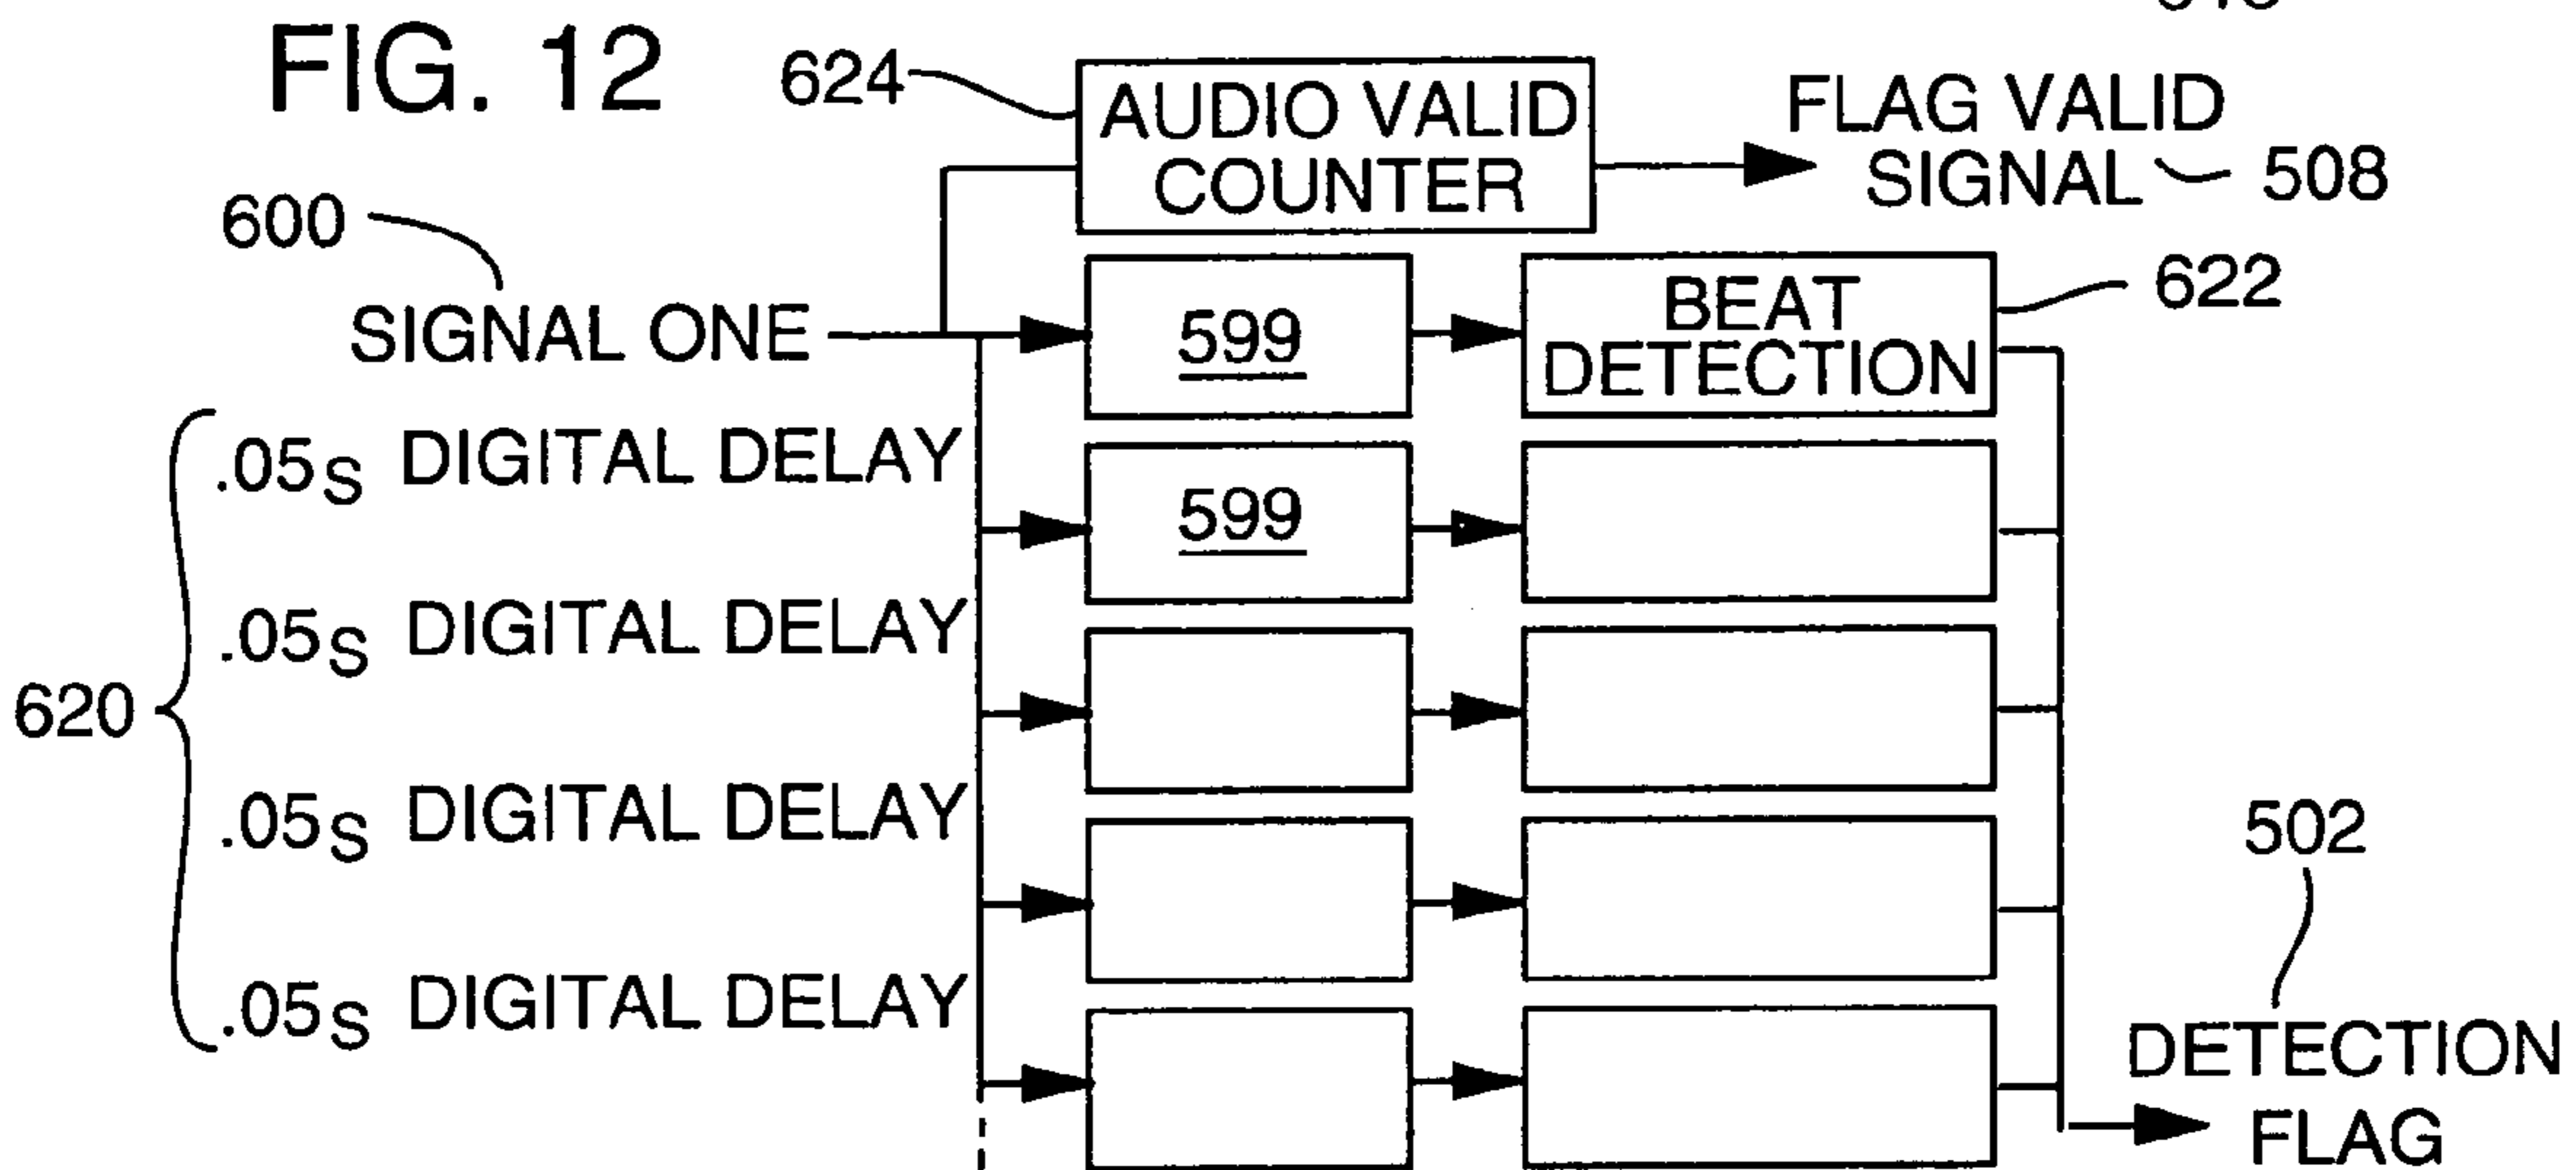 FIG. 12
624
AUDIO VALID
COUNTER
FLAG VALID
SIGNAL
508
600
SIGNAL ONE
599
BEAT
DETECTION
622
.05s DIGITAL DELAY
599
.05s DIGITAL DELAY
620
.05s DIGITAL DELAY
502
.05s DIGITAL DELAY
DETECTION
FLAG